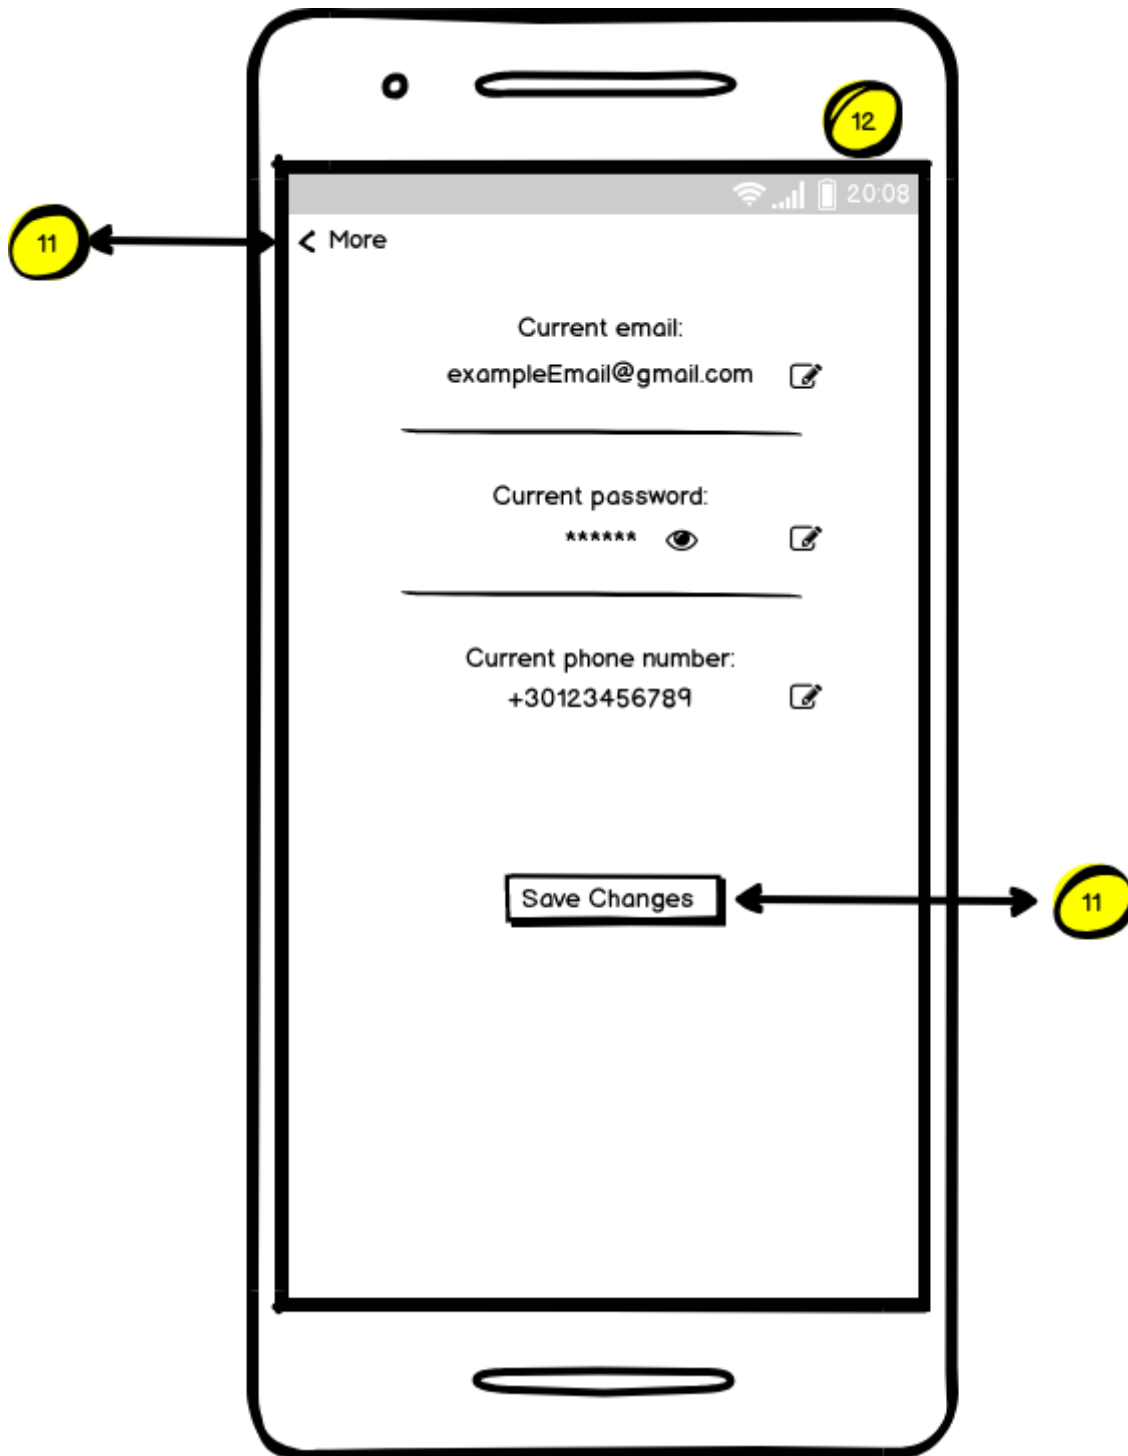 12
20:08
11
< More
Current email:
exampleEmail@gmail.com
Current password:
******
Current phone number:
+30123456789
Save Changes
11